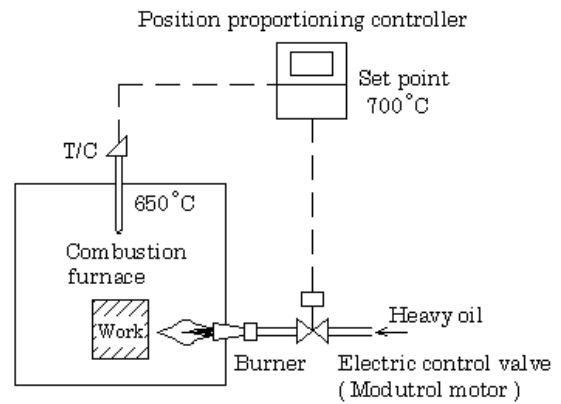 Position proportioning controller
Set point
700°C
T/C
650°C
Combustion
furnace
Work
Heavy oil
Burner
Electric control valve
( Modutrol motor )